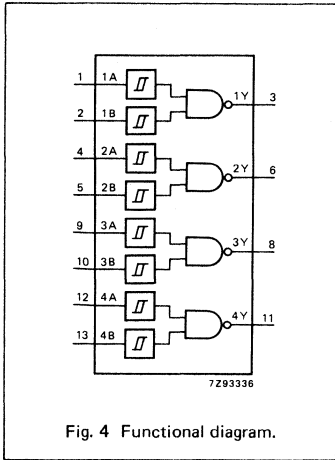 1 1A
1Y 3
2 1B
4 2A
2Y 6
5 2B
9 3A
3Y 8
10 3B
12 4A
4Y 11
13 4B
7Z93336
Fig. 4 Functional diagram.